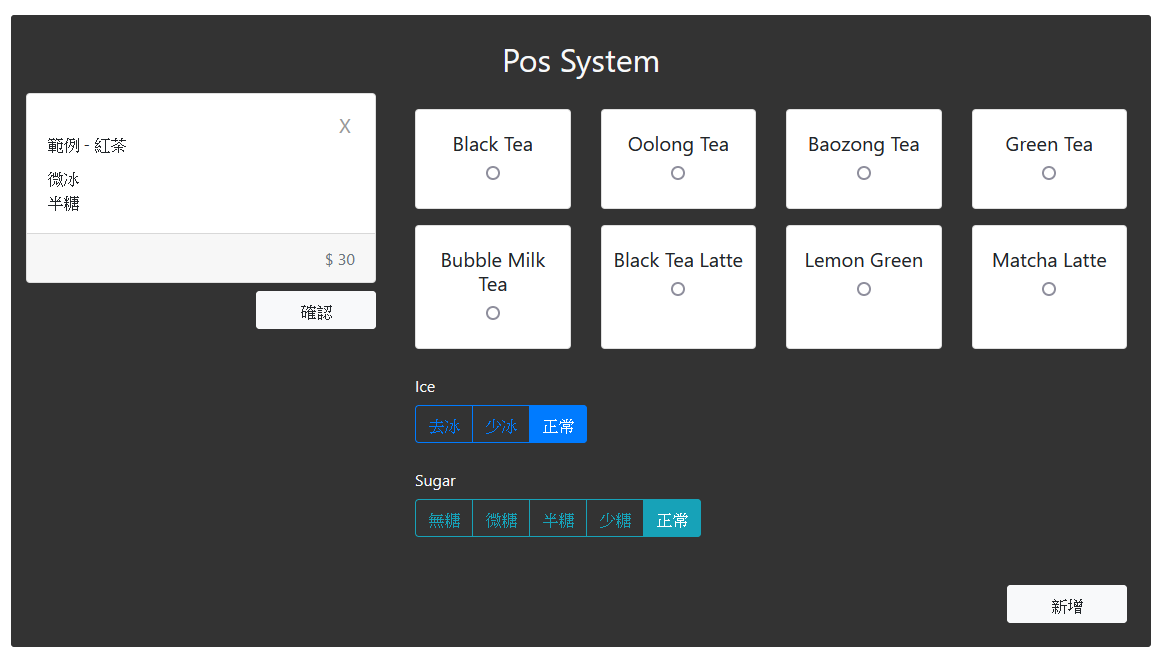 Pos System
X
範例 - 紅茶
微冰
半糖
$ 30
確認
Black Tea
Oolong Tea
Baozong Tea
Green Tea
Bubble Milk
Tea
Black Tea Latte
Lemon Green
Matcha Latte
Ice
去冰 少冰 正常
Sugar
無糖 微糖 半糖 少糖 正常
新增